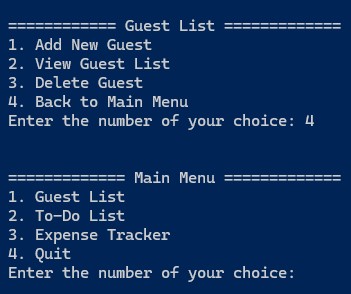 ============ Guest List =============
1. Add New Guest
2. View Guest List
3. Delete Guest
4. Back to Main Menu
Enter the number of your choice: 4
============= Main Menu =============
1. Guest List
2. To-Do List
3. Expense Tracker
4. Quit
Enter the number of your choice: